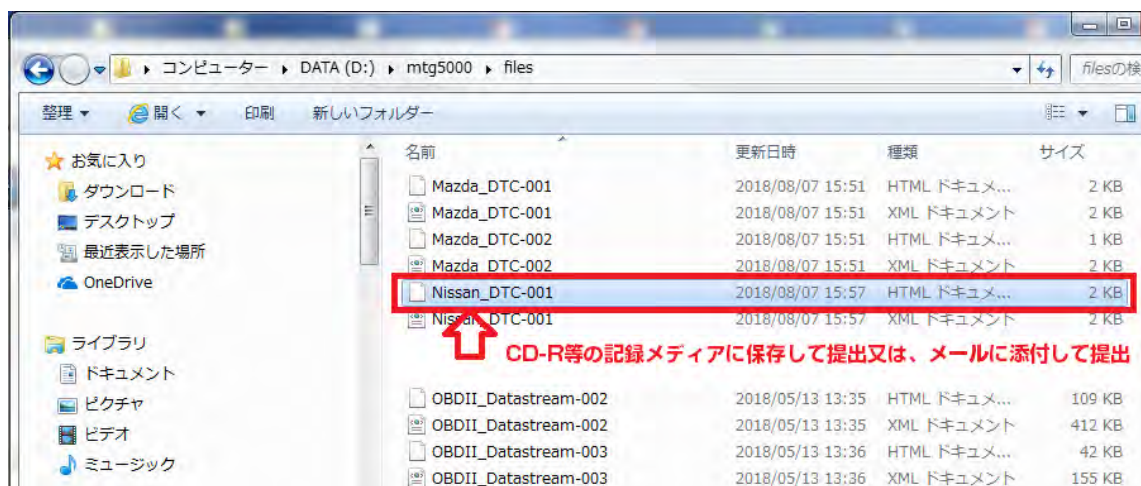 コンピューター ▸ DATA (D:) ▸ mtg5000 ▸ files
filesの検
整理 開く 印刷 新しいフォルダー
お気に入り
ダウンロード
デスクトップ
最近表示した場所
OneDrive
ライブラリ
ドキュメント
ピクチャ
ビデオ
ミュージック
名前 更新日時 種類 サイズ
Mazda_DTC-001 2018/08/07 15:51 HTML ドキュメ... 2 KB
Mazda_DTC-001 2018/08/07 15:51 XML ドキュメント 2 KB
Mazda_DTC-002 2018/08/07 15:51 HTML ドキュメ... 1 KB
Mazda_DTC-002 2018/08/07 15:51 XML ドキュメント 2 KB
Nissan_DTC-001 2018/08/07 15:57 HTML ドキュメ... 2 KB
Nissan_DTC-001 2018/08/07 15:57 XML ドキュメント 2 KB
CD-R等の記録メディアに保存して提出又は、メールに添付して提出
OBDII_Datastream-002 2018/05/13 13:35 HTML ドキュメ... 109 KB
OBDII_Datastream-002 2018/05/13 13:35 XML ドキュメント 412 KB
OBDII_Datastream-003 2018/05/13 13:36 HTML ドキュメ... 42 KB
OBDII_Datastream-003 2018/05/13 13:36 XML ドキュメント 155 KB